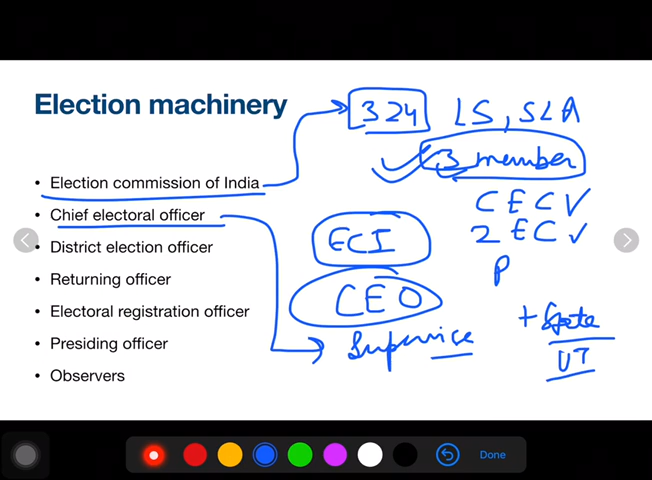 Election machinery
324 LS, SLA
3 member
• Election commission of India
CEC ✓
• Chief electoral officer
2 EC ✓
ECI
• District election officer
P
• Returning officer
CEO
• Electoral registration officer
+ State
• Presiding officer
Supervise
UT
• Observers
Done